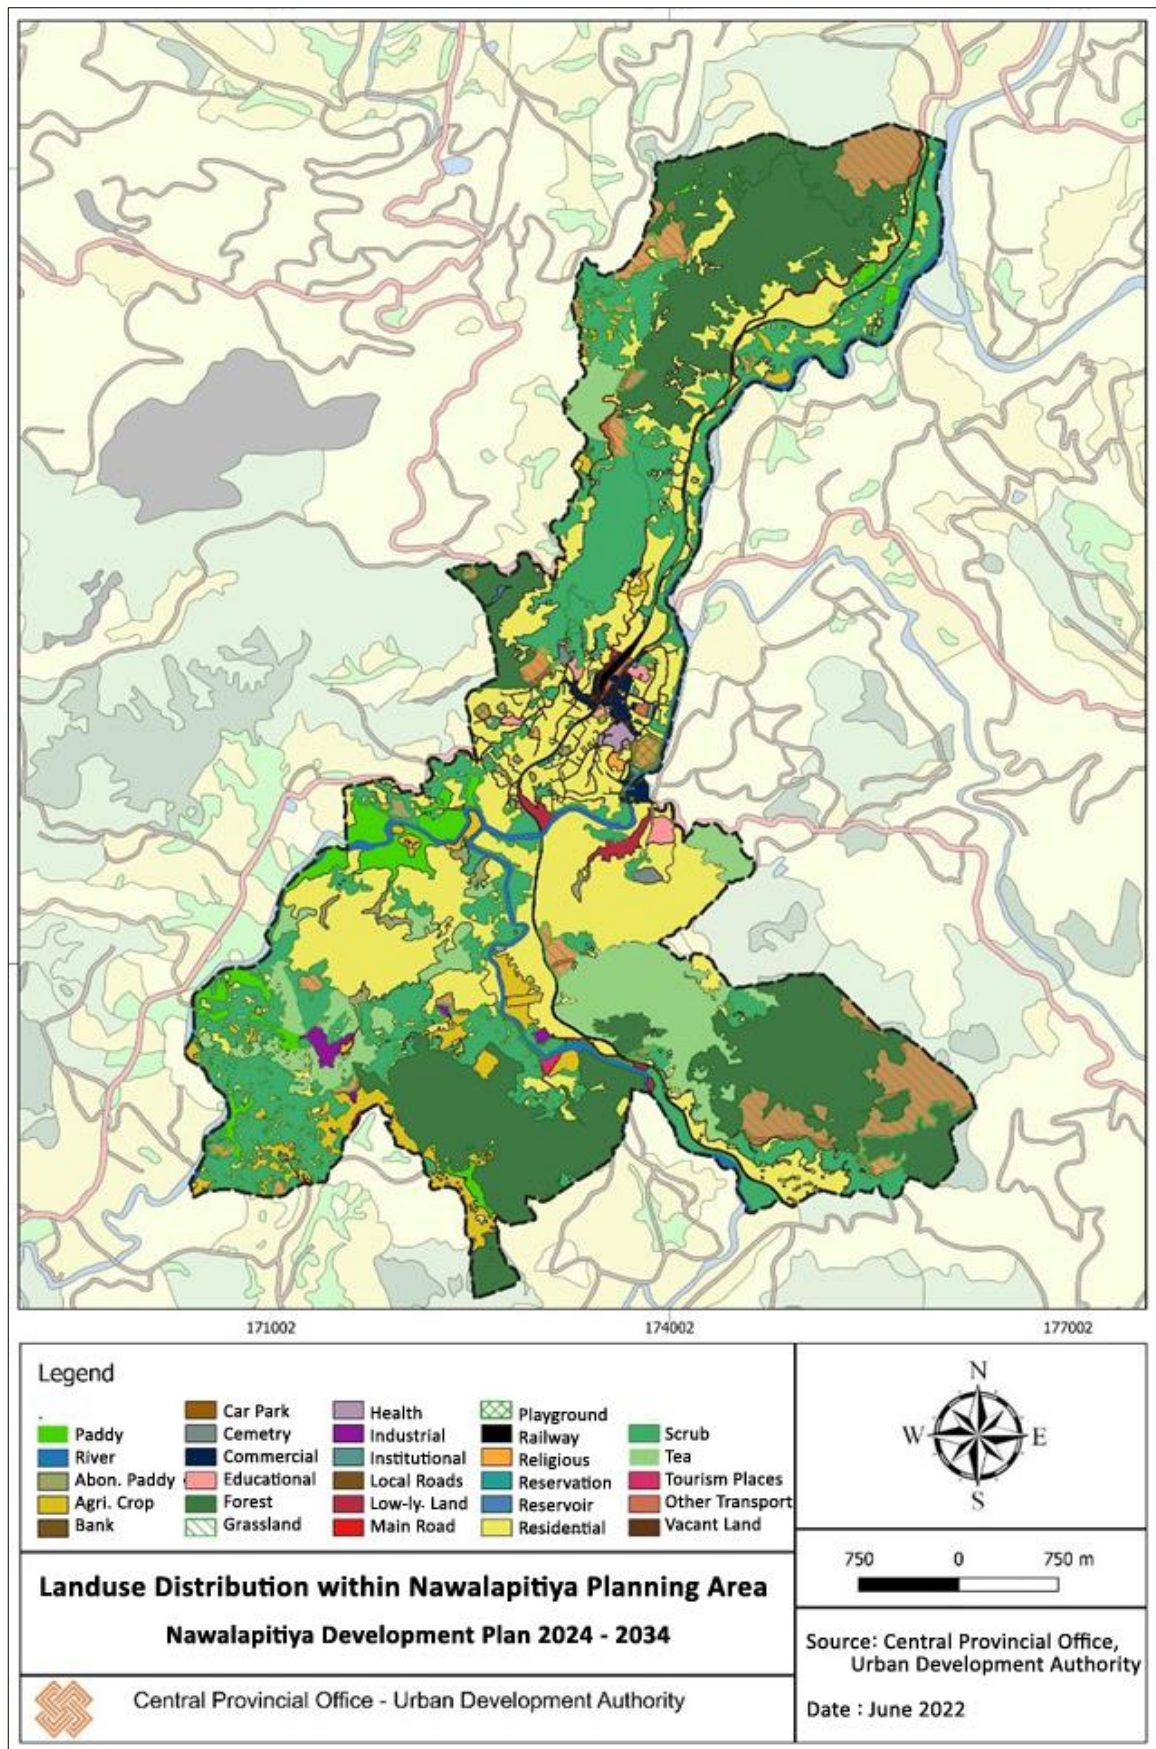 171002
174002
177002
Legend
Paddy
River
Abon. Paddy
Agri. Crop
Bank
Car Park
Cemetry
Commercial
Educational
Forest
Grassland
Health
Industrial
Institutional
Local Roads
Low-ly. Land
Main Road
Playground
Railway
Religious
Reservation
Reservoir
Residential
Scrub
Tea
Tourism Places
Other Transport
Vacant Land
N
W
E
S
750 0 750 m
Landuse Distribution within Nawalapitiya Planning Area
Nawalapitiya Development Plan 2024 - 2034
Source: Central Provincial Office,
Urban Development Authority
Date : June 2022
Central Provincial Office - Urban Development Authority